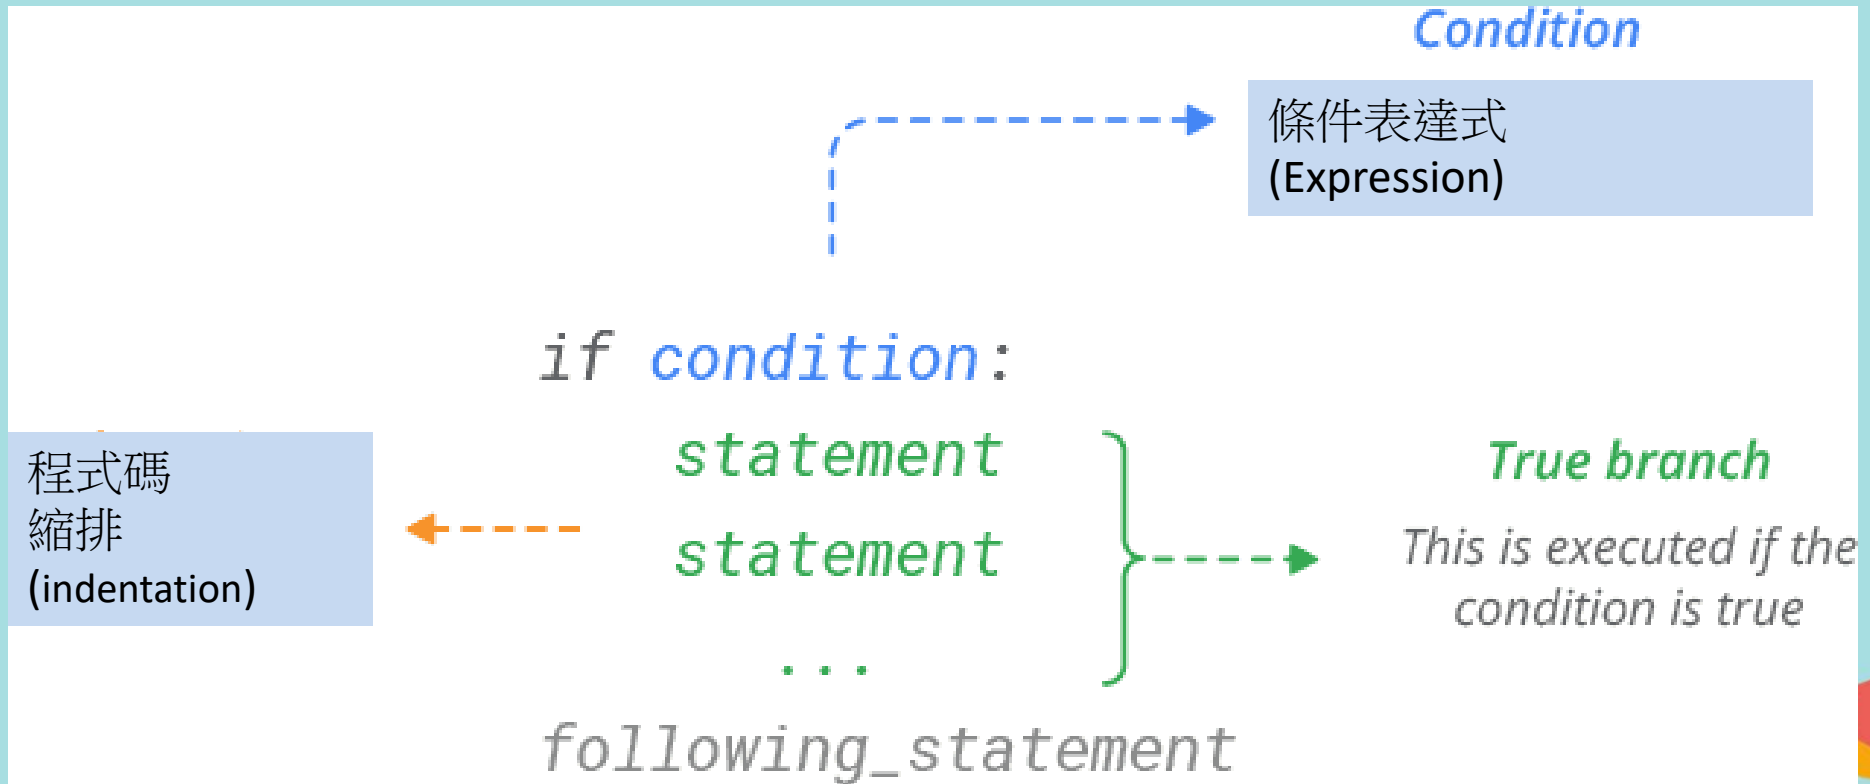 Condition
條件表達式
(Expression)
if condition:
statement
statement
...
following_statement
程式碼
縮排
(indentation)
True branch
This is executed if the
condition is true